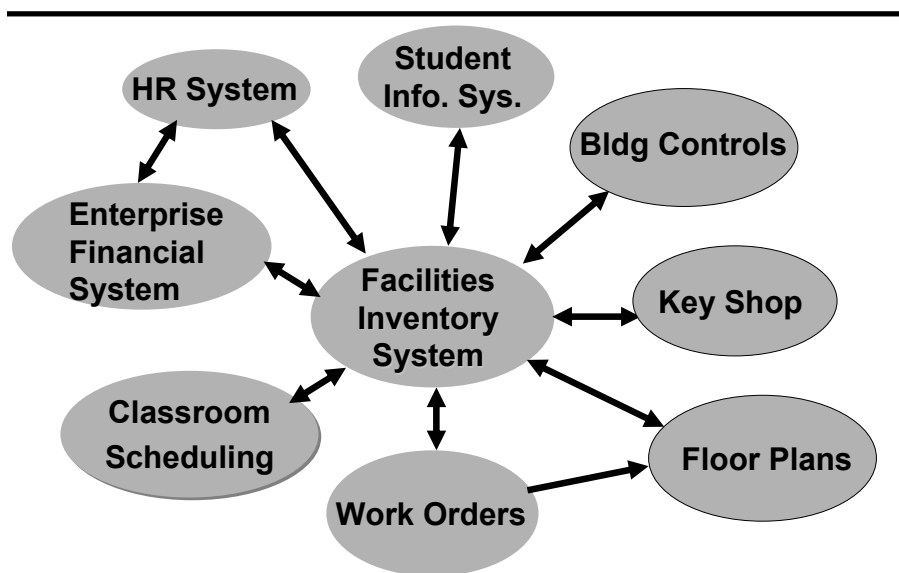 HR System
Student
Info. Sys.
Bldg Controls
Enterprise
Financial
System
Facilities
Inventory
System
Key Shop
Classroom
Scheduling
Work Orders
Floor Plans